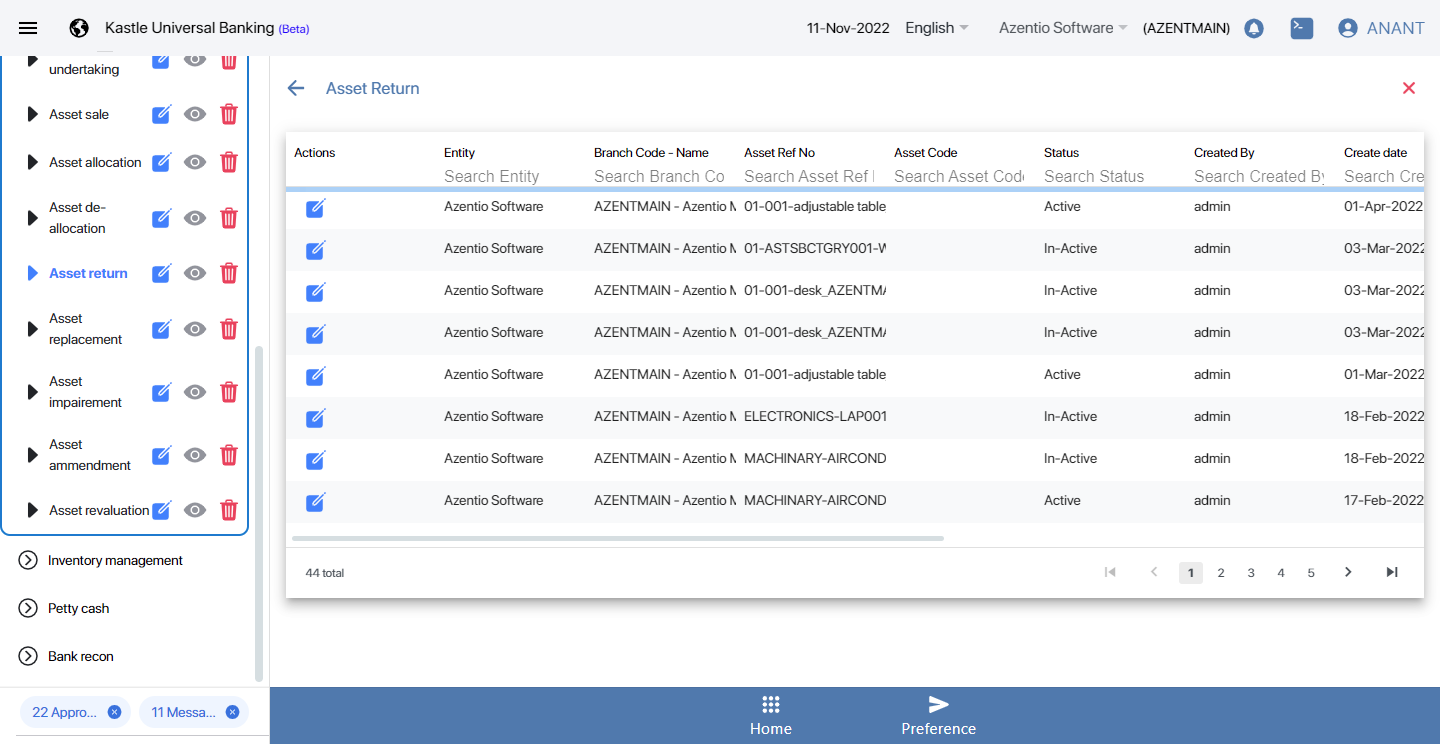 Kastle Universal Banking (Beta)
11-Nov-2022
English
Azentio Software
(AZENTMAIN)
ANANT
undertaking
Asset sale
Asset allocation
Asset de-
allocation
Asset return
Asset
replacement
Asset
impairement
Asset
ammendment
Asset revaluation
Inventory management
Petty cash
Bank recon
22 Appro...
11 Messa...
Asset Return
Actions Entity Branch Code - Name Asset Ref No Asset Code Status Created By Create date
Search Entity Search Branch Co Search Asset Ref Search Asset Code Search Status Search Created By Search Cre
Azentio Software AZENTMAIN - Azentio M 01-001-adjustable table Active admin 01-Apr-2022
Azentio Software AZENTMAIN - Azentio M 01-ASTSBCTGRY001-W In-Active admin 03-Mar-2022
Azentio Software AZENTMAIN - Azentio M 01-001-desk_AZENTMA In-Active admin 03-Mar-2022
Azentio Software AZENTMAIN - Azentio M 01-001-desk_AZENTMA In-Active admin 03-Mar-2022
Azentio Software AZENTMAIN - Azentio M 01-001-adjustable table Active admin 01-Mar-2022
Azentio Software AZENTMAIN - Azentio M ELECTRONICS-LAP001 In-Active admin 18-Feb-2022
Azentio Software AZENTMAIN - Azentio M MACHINARY-AIRCOND In-Active admin 18-Feb-2022
Azentio Software AZENTMAIN - Azentio M MACHINARY-AIRCOND Active admin 17-Feb-2022
44 total
1 2 3 4 5
Home
Preference